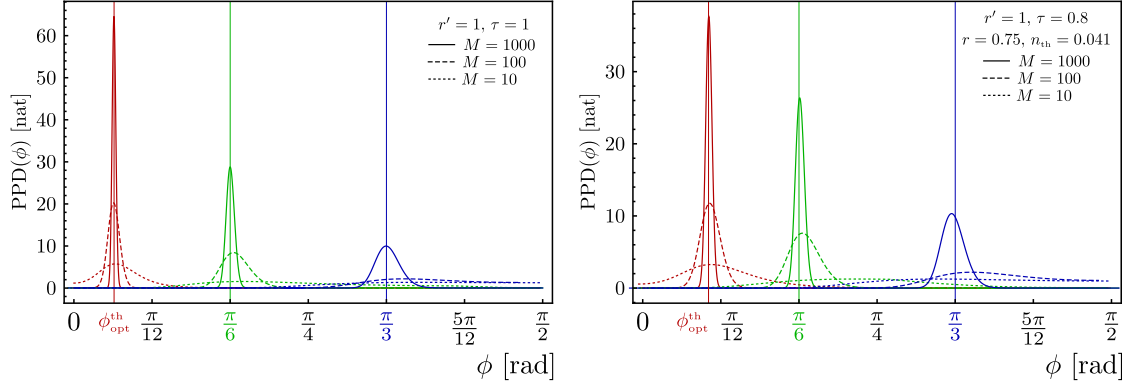 PPD(ϕ) [nat]
60
50
40
30
20
10
0
r′ = 1, τ = 1
M = 1000
M = 100
M = 10
0
ϕ_opt^th
π/12
π/6
π/4
π/3
5π/12
π/2
ϕ [rad]
PPD(ϕ) [nat]
30
20
10
0
r′ = 1, τ = 0.8
r = 0.75, n_th = 0.041
M = 1000
M = 100
M = 10
0
ϕ_opt^th
π/12
π/6
π/4
π/3
5π/12
π/2
ϕ [rad]